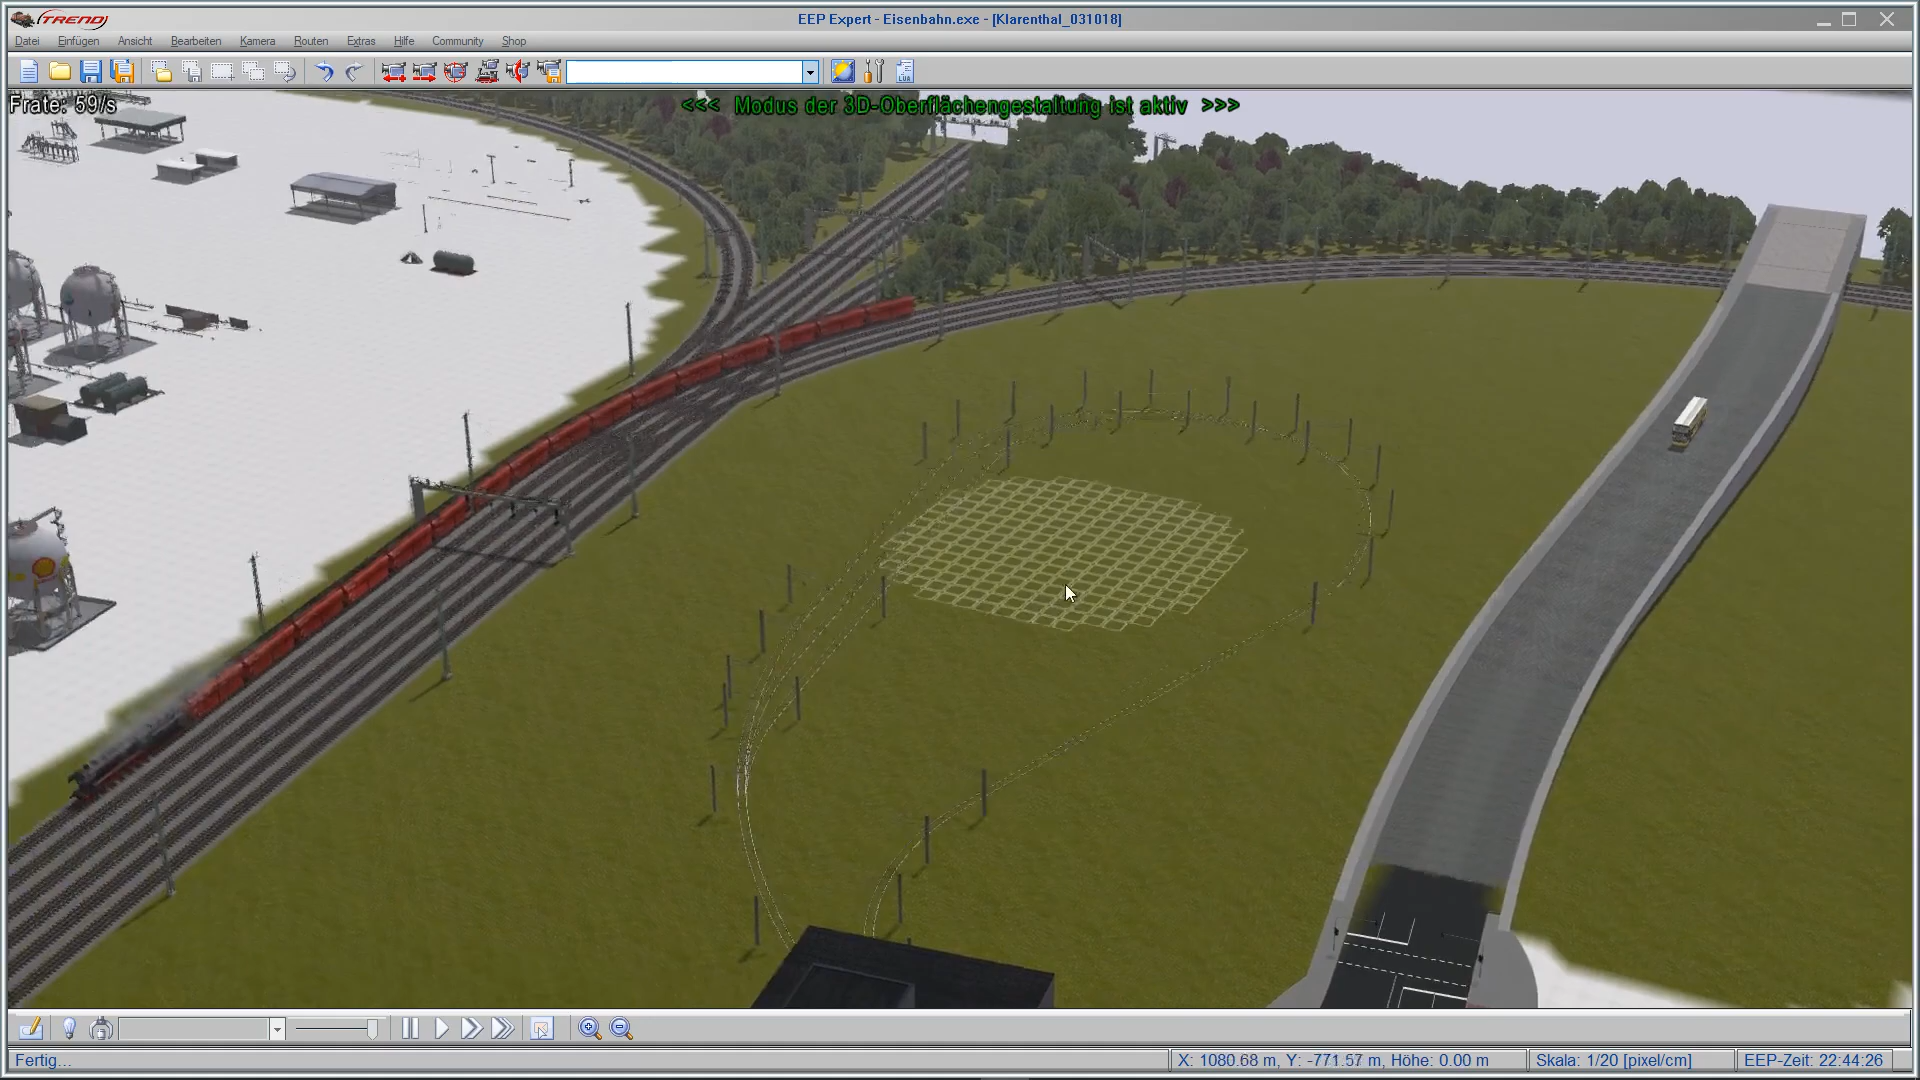 TREND
EEP Expert - Eisenbahn.exe - [Klarenthal_031018]
Datei Einfügen Ansicht Bearbeiten Kamera Routen Extras Hilfe Community Shop
LUA
Frate: 59/s
<<< Modus der 3D-Oberflächengestaltung ist aktiv >>>
Fertig...
X: 1080.68 m, Y: -771.57 m, Höhe: 0.00 m
Skala: 1/20 [pixel/cm]
EEP-Zeit: 22:44:26